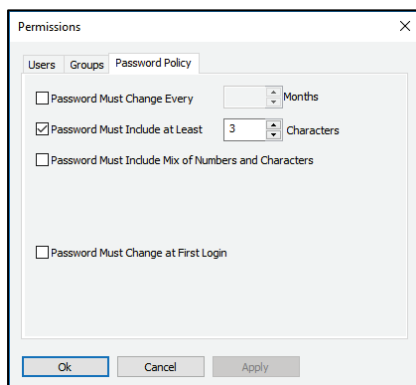 Permissions
Users Groups Password Policy
Password Must Change Every Months
Password Must Include at Least 3 Characters
Password Must Include Mix of Numbers and Characters
Password Must Change at First Login
Ok Cancel Apply